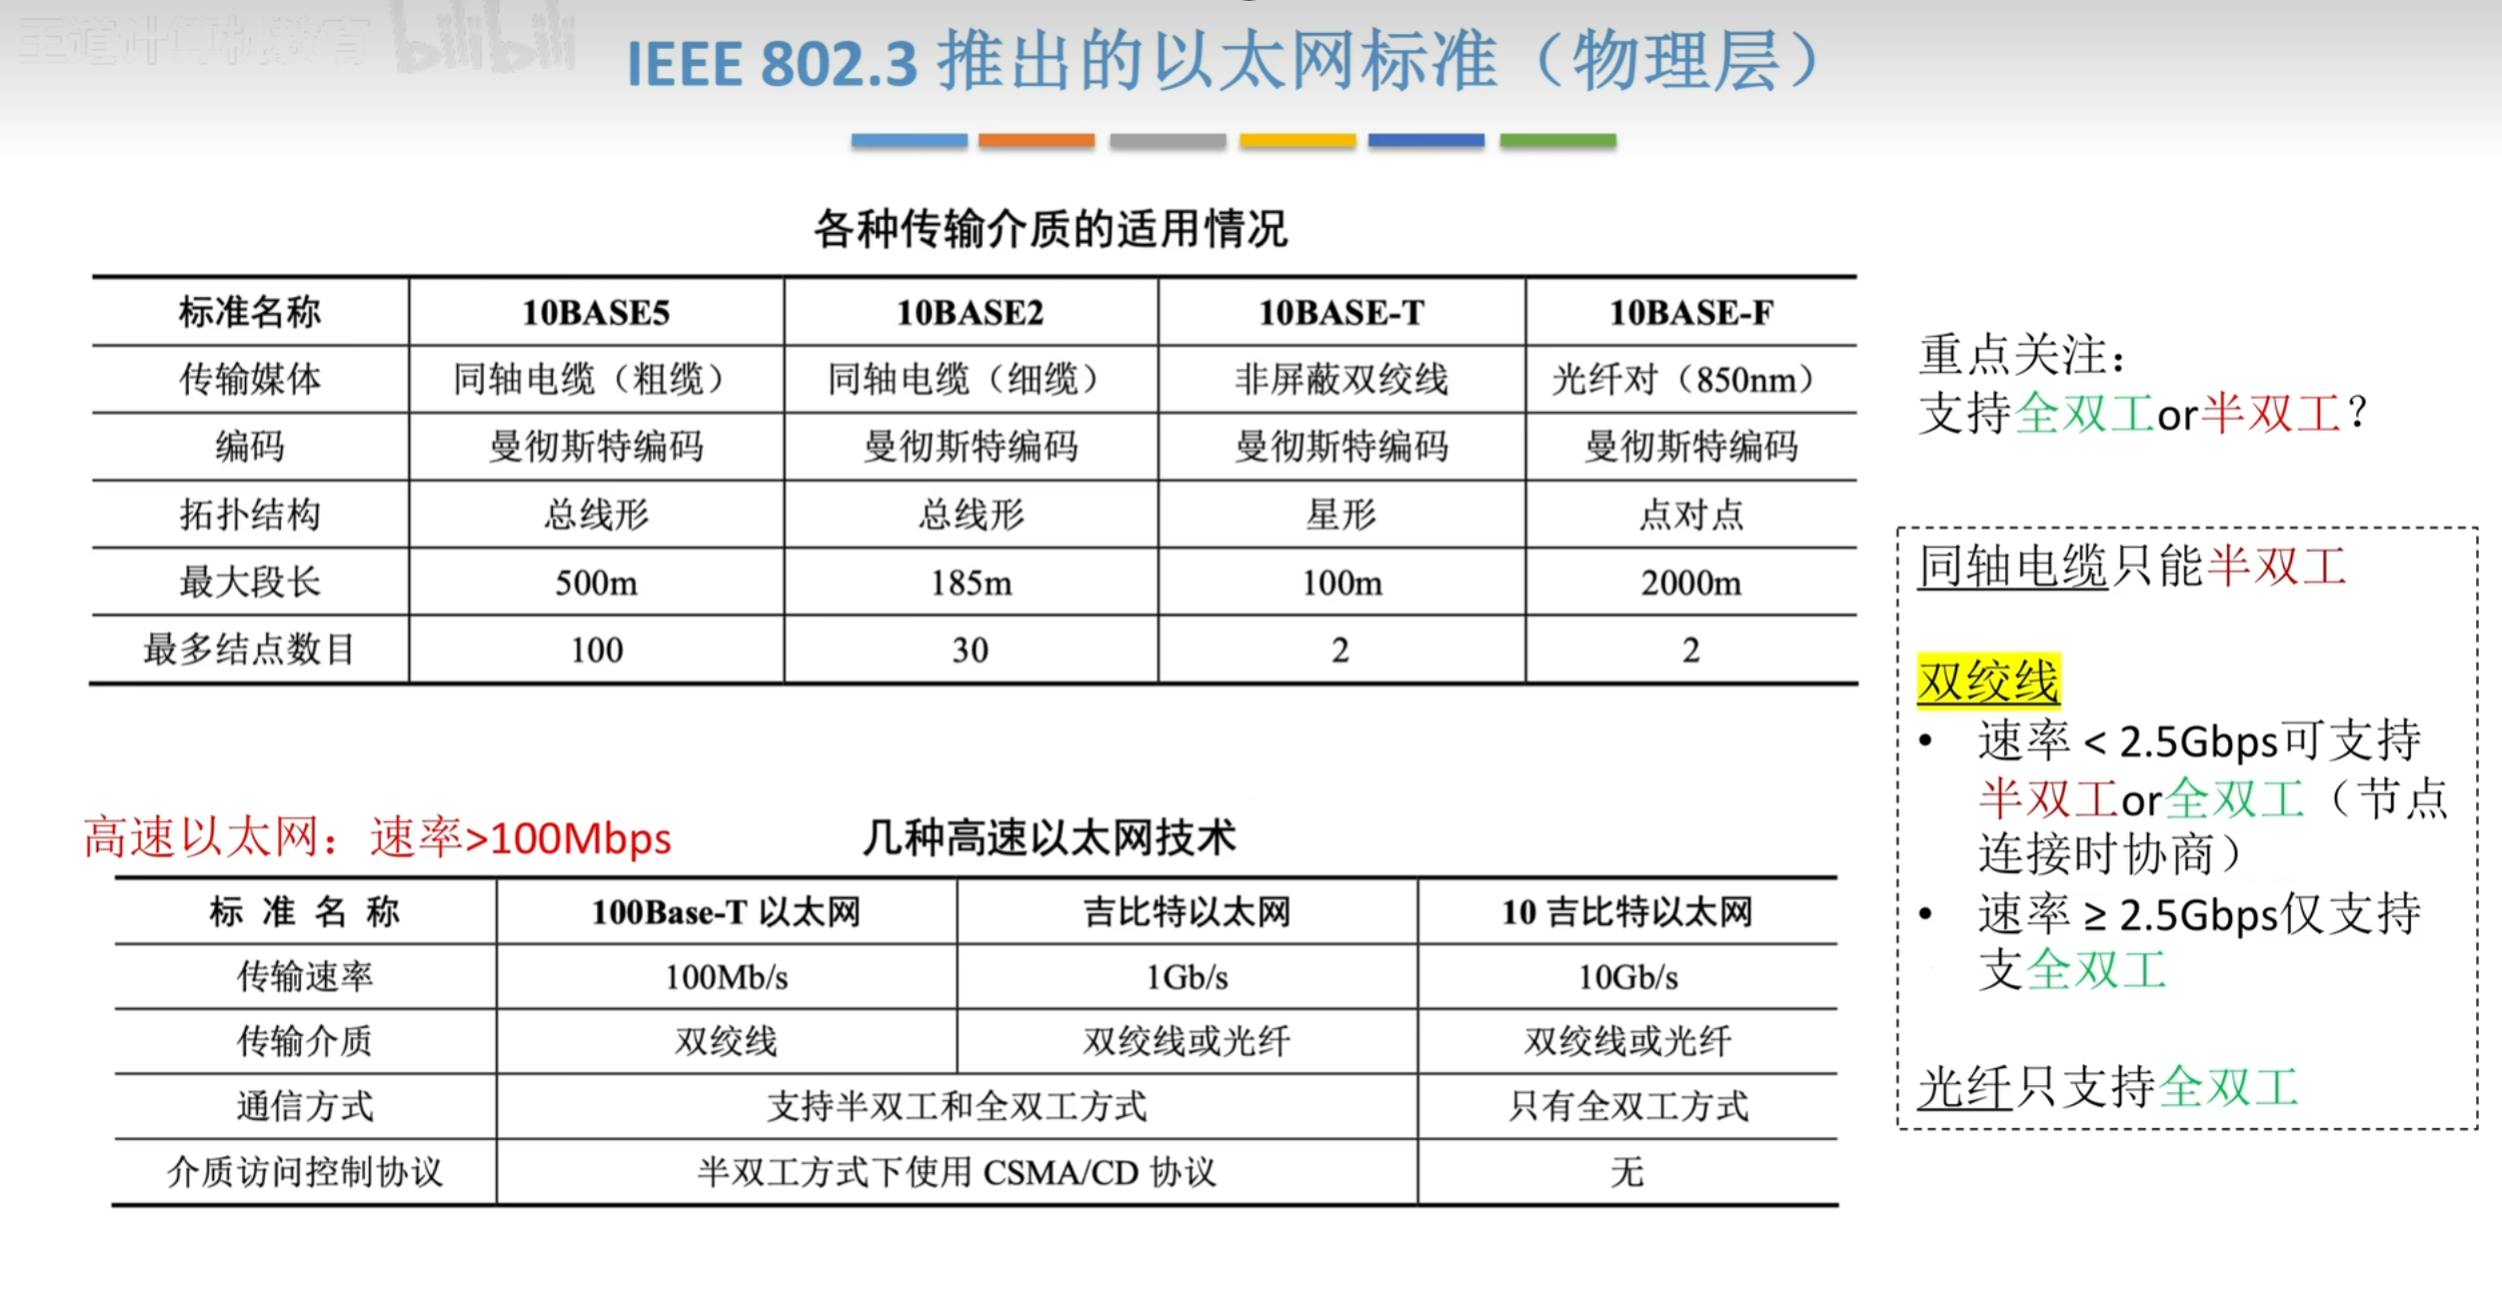 王道计算机教育 bilibili
IEEE 802.3 推出的以太网标准（物理层）
各种传输介质的适用情况
标准名称 10BASE5 10BASE2 10BASE-T 10BASE-F
传输媒体 同轴电缆（粗缆） 同轴电缆（细缆） 非屏蔽双绞线 光纤对（850nm）
编码 曼彻斯特编码 曼彻斯特编码 曼彻斯特编码 曼彻斯特编码
拓扑结构 总线形 总线形 星形 点对点
最大段长 500m 185m 100m 2000m
最多结点数目 100 30 2 2
高速以太网：速率>100Mbps
几种高速以太网技术
标 准 名 称 100Base-T 以太网 吉比特以太网 10 吉比特以太网
传输速率 100Mb/s 1Gb/s 10Gb/s
传输介质 双绞线 双绞线或光纤 双绞线或光纤
通信方式 支持半双工和全双工方式 只有全双工方式
介质访问控制协议 半双工方式下使用 CSMA/CD 协议 无
重点关注：
支持全双工or半双工？
同轴电缆只能半双工
双绞线
• 速率 < 2.5Gbps可支持
半双工or全双工（节点
连接时协商）
• 速率 ≥ 2.5Gbps仅支持
支全双工
光纤只支持全双工